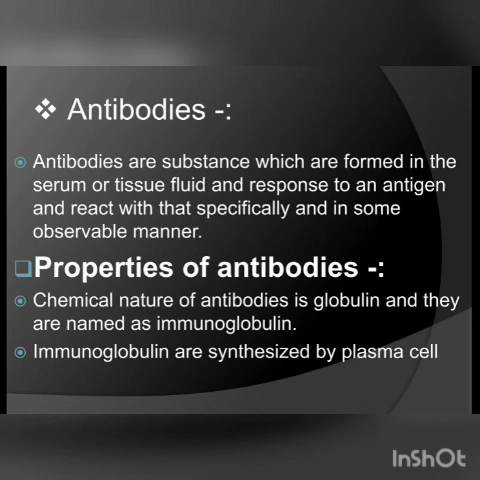 ❖ Antibodies -:
Antibodies are substance which are formed in the
serum or tissue fluid and response to an antigen
and react with that specifically and in some
observable manner.
❑Properties of antibodies -:
Chemical nature of antibodies is globulin and they
are named as immunoglobulin.
Immunoglobulin are synthesized by plasma cell
InShOt